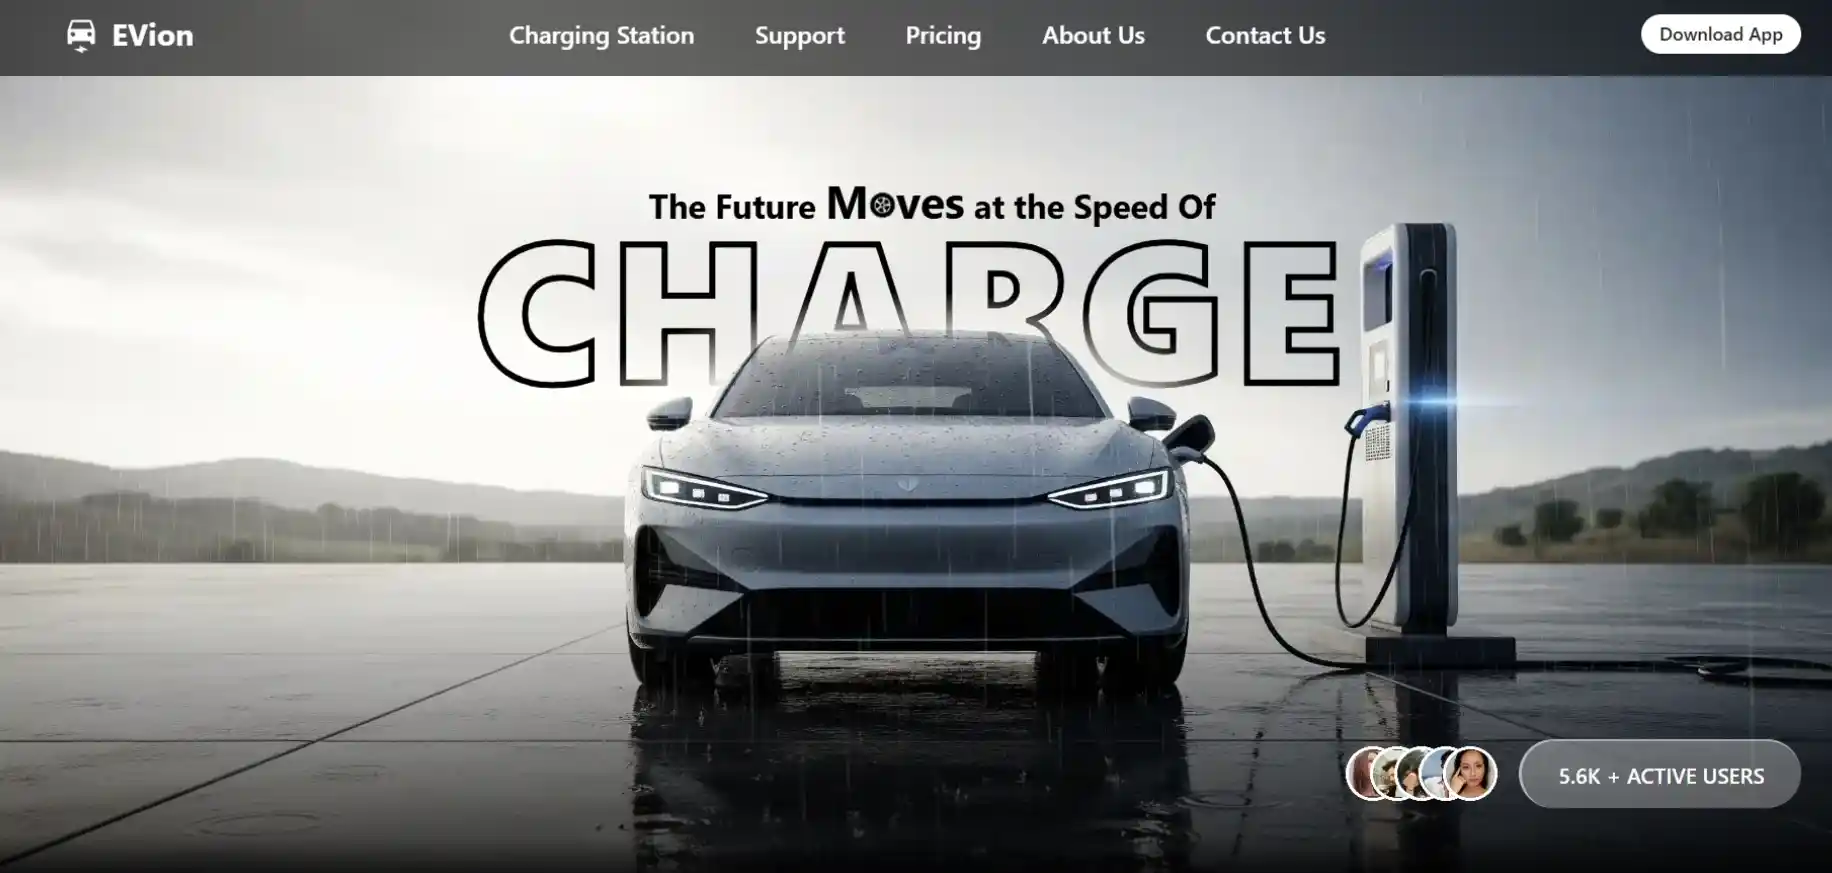 EVion
Charging Station
Support
Pricing
About Us
Contact Us
Download App
The Future Moves at the Speed Of
CHARGE
5.6K + ACTIVE USERS